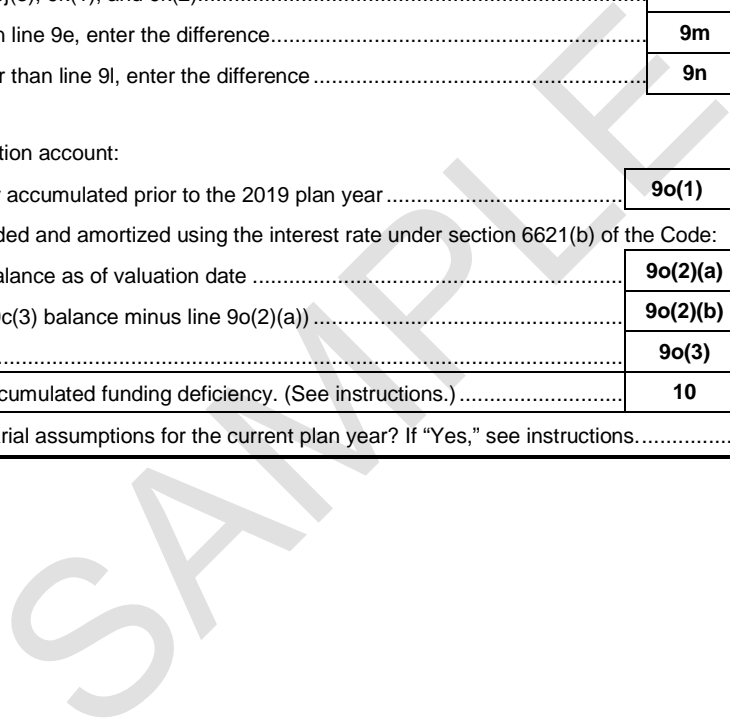 n line 9e, enter the difference.......................................................................... 9m
r than line 9l, enter the difference ................................................................. 9n
tion account:
accumulated prior to the 2019 plan year ........................................... 9o(1)
ded and amortized using the interest rate under section 6621(b) of the Code:
alance as of valuation date .................................................................. 9o(2)(a)
c(3) balance minus line 9o(2)(a)) ....................................................... 9o(2)(b)
................................................................................................................ 9o(3)
cumulated funding deficiency. (See instructions.) ............................ 10
rial assumptions for the current plan year? If “Yes,” see instructions.................
SAMPLE